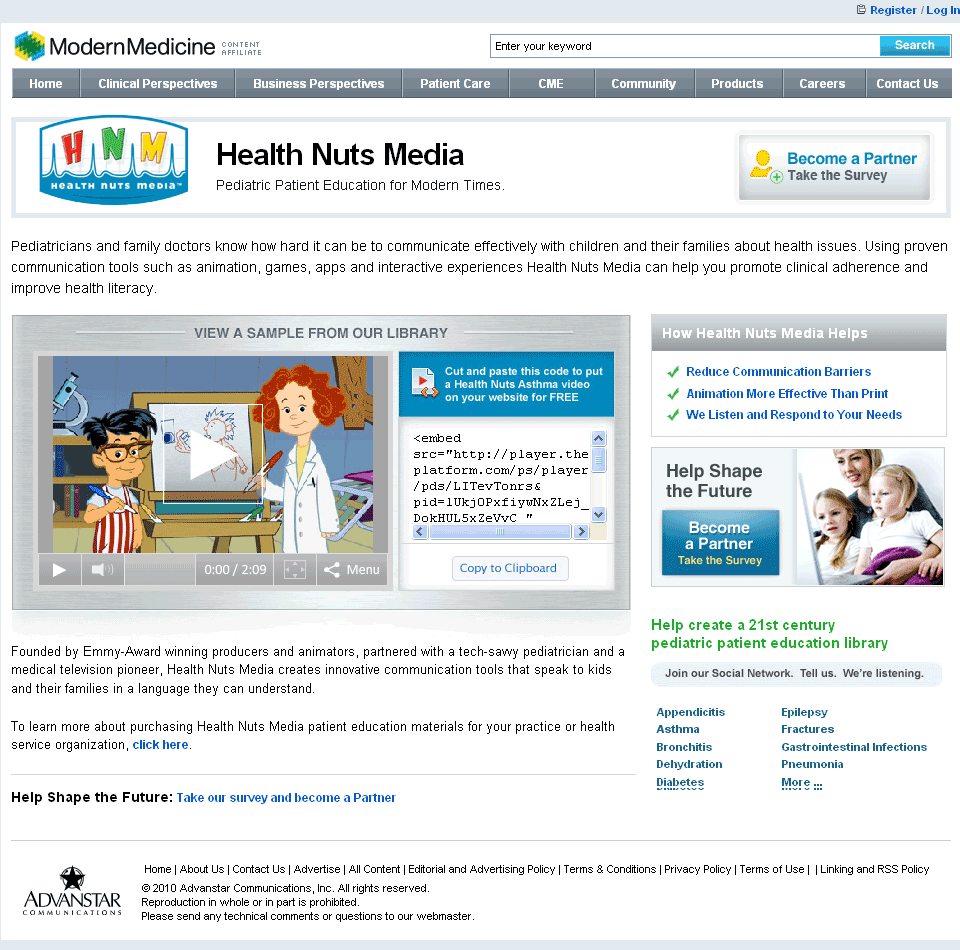 Register / Log In
ModernMedicine CONTENT AFFILIATE
Enter your keyword
Search
Home
Clinical Perspectives
Business Perspectives
Patient Care
CME
Community
Products
Careers
Contact Us
HNM
HEALTH NUTS MEDIA™
Health Nuts Media
Pediatric Patient Education for Modern Times.
Become a Partner
Take the Survey
Pediatricians and family doctors know how hard it can be to communicate effectively with children and their families about health issues. Using proven
communication tools such as animation, games, apps and interactive experiences Health Nuts Media can help you promote clinical adherence and
improve health literacy.
VIEW A SAMPLE FROM OUR LIBRARY
Cut and paste this code to put
a Health Nuts Asthma video
on your website for FREE
<embed
src="http://player.the
platform.com/ps/player
/pds/LITevTonrs&
pid=lUkjOPxfiywNxZLej_
DokHUL5xZeVvC_"
0:00 / 2:09
Menu
Copy to Clipboard
How Health Nuts Media Helps
Reduce Communication Barriers
Animation More Effective Than Print
We Listen and Respond to Your Needs
Help Shape
the Future
Become
a Partner
Take the Survey
Help create a 21st century
pediatric patient education library
Join our Social Network. Tell us. We're listening.
Appendicitis
Asthma
Bronchitis
Dehydration
Diabetes
Epilepsy
Fractures
Gastrointestinal Infections
Pneumonia
More ...
Founded by Emmy-Award winning producers and animators, partnered with a tech-savvy pediatrician and a
medical television pioneer, Health Nuts Media creates innovative communication tools that speak to kids
and their families in a language they can understand.
To learn more about purchasing Health Nuts Media patient education materials for your practice or health
service organization, click here.
Help Shape the Future: Take our survey and become a Partner
ADVANSTAR
COMMUNICATIONS
Home | About Us | Contact Us | Advertise | All Content | Editorial and Advertising Policy | Terms & Conditions | Privacy Policy | Terms of Use | | Linking and RSS Policy
© 2010 Advanstar Communications, Inc. All rights reserved.
Reproduction in whole or in part is prohibited.
Please send any technical comments or questions to our webmaster.